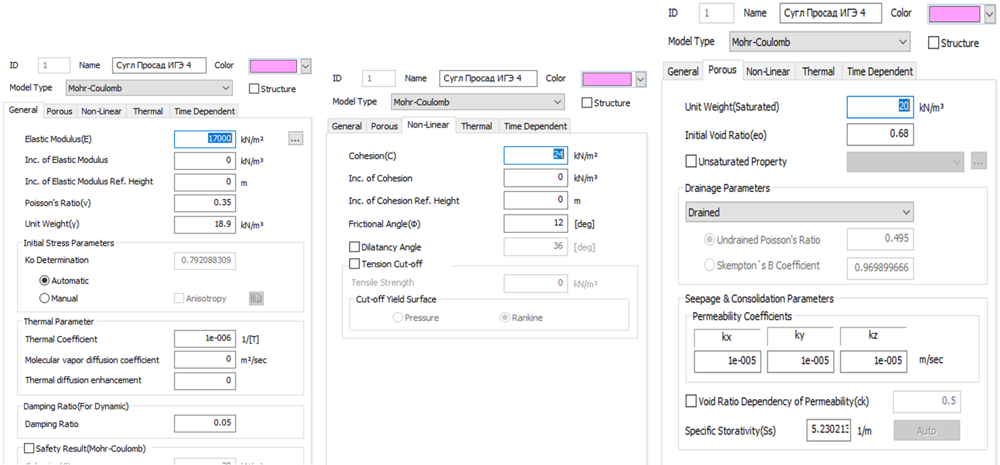 ID 1 Name Сугл Просад ИГЭ 4 Color
Model Type Mohr-Coulomb Structure
General Porous Non-Linear Thermal Time Dependent
Elastic Modulus(E) 17000 kN/m² ...
Inc. of Elastic Modulus 0 kN/m³
Inc. of Elastic Modulus Ref. Height 0 m
Poisson's Ratio(ν) 0.35
Unit Weight(γ) 18.9 kN/m³
Initial Stress Parameters
Ko Determination 0.792088309
Automatic
Manual Anisotropy
Thermal Parameter
Thermal Coefficient 1e-006 1/[T]
Molecular vapor diffusion coefficient 0 m²/sec
Thermal diffusion enhancement 0
Damping Ratio(For Dynamic)
Damping Ratio 0.05
Safety Result(Mohr-Coulomb)
ID 1 Name Сугл Просад ИГЭ 4 Color
Model Type Mohr-Coulomb Structure
General Porous Non-Linear Thermal Time Dependent
Cohesion(C) 24 kN/m²
Inc. of Cohesion 0 kN/m³
Inc. of Cohesion Ref. Height 0 m
Frictional Angle(Φ) 12 [deg]
Dilatancy Angle 36 [deg]
Tension Cut-off
Tensile Strength 0 kN/m²
Cut-off Yield Surface
Pressure Rankine
ID 1 Name Сугл Просад ИГЭ 4 Color
Model Type Mohr-Coulomb Structure
General Porous Non-Linear Thermal Time Dependent
Unit Weight(Saturated) 20 kN/m³
Initial Void Ratio(eo) 0.68
Unsaturated Property ...
Drainage Parameters
Drained
Undrained Poisson's Ratio 0.495
Skempton`s B Coefficient 0.969899666
Seepage & Consolidation Parameters
Permeability Coefficients
kx ky kz
1e-005 1e-005 1e-005 m/sec
Void Ratio Dependency of Permeability(ck) 0.5
Specific Storativity(Ss) 5.230213 1/m Auto